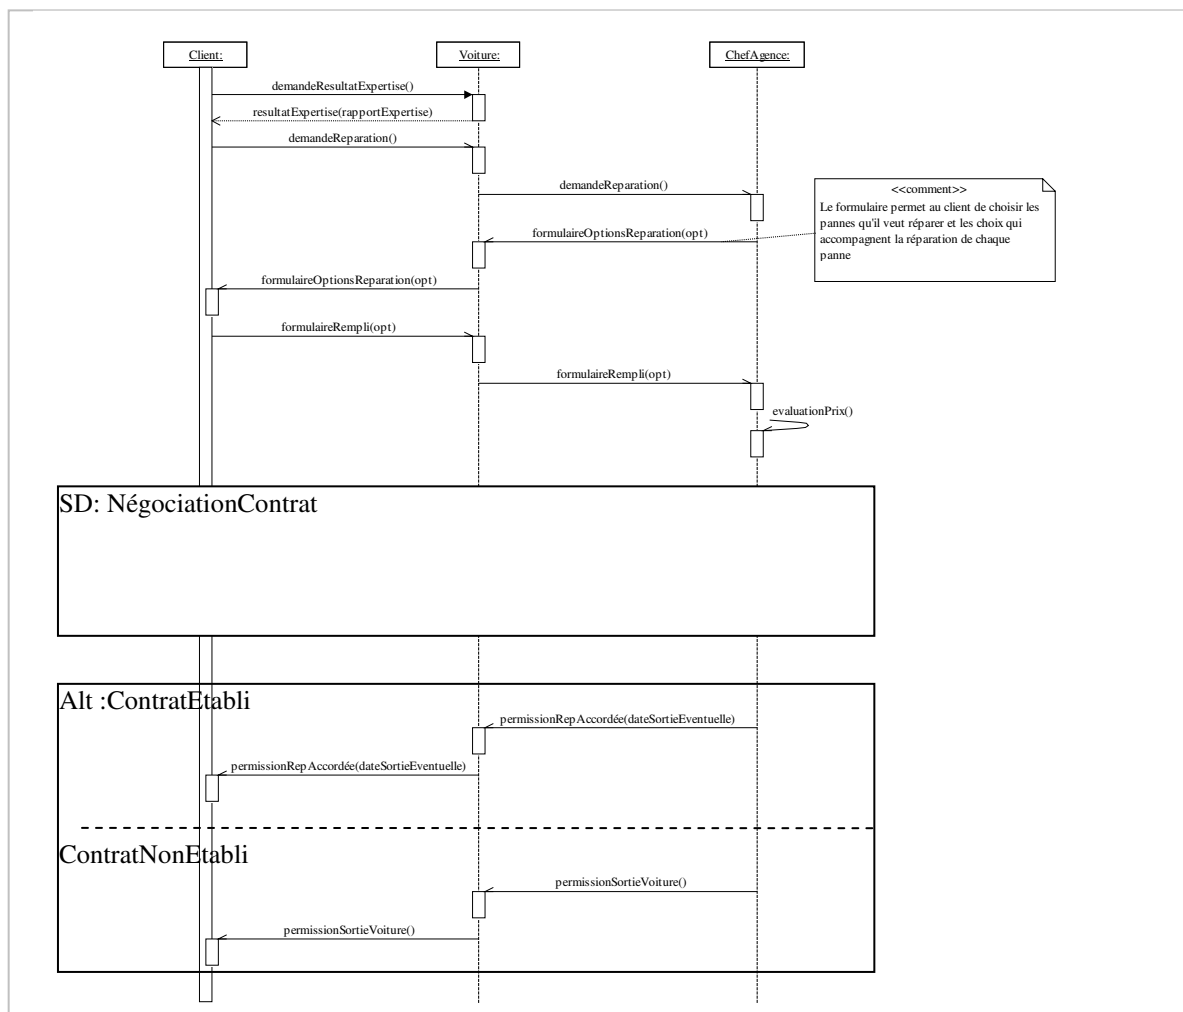 Client:
Voiture:
ChefAgence:
demandeResultatExpertise()
resultatExpertise(rapportExpertise)
demandeReparation()
demandeReparation()
<<comment>>
Le formulaire permet au client de choisir les
pannes qu'il veut réparer et les choix qui
accompagnent la réparation de chaque
panne
formulaireOptionsReparation(opt)
formulaireOptionsReparation(opt)
formulaireRempli(opt)
formulaireRempli(opt)
evaluationPrix()
SD: NégociationContrat
Alt :ContratEtabli
permissionRepAccordée(dateSortieEventuelle)
permissionRepAccordée(dateSortieEventuelle)
ContratNonEtabli
permissionSortieVoiture()
permissionSortieVoiture()